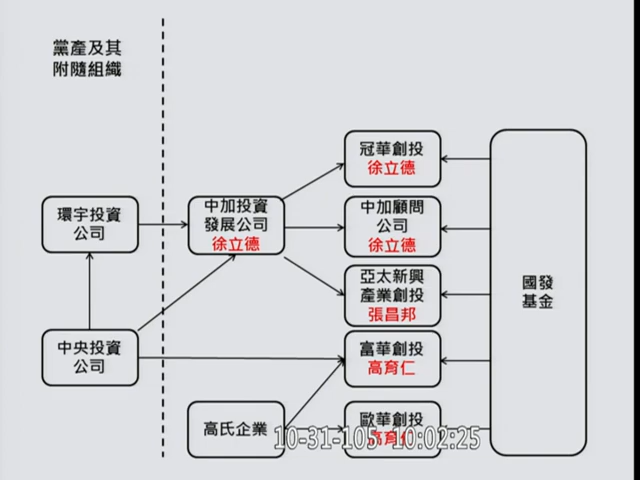 黨產及其
附隨組織
冠華創投
徐立德
環宇投資
公司
中加投資
發展公司
徐立德
中加顧問
公司
徐立德
亞太新興
產業創投
張昌邦
國發
基金
中央投資
公司
富華創投
高育仁
高氏企業
歐華創投
高育仁
10-31-105 10:02:25